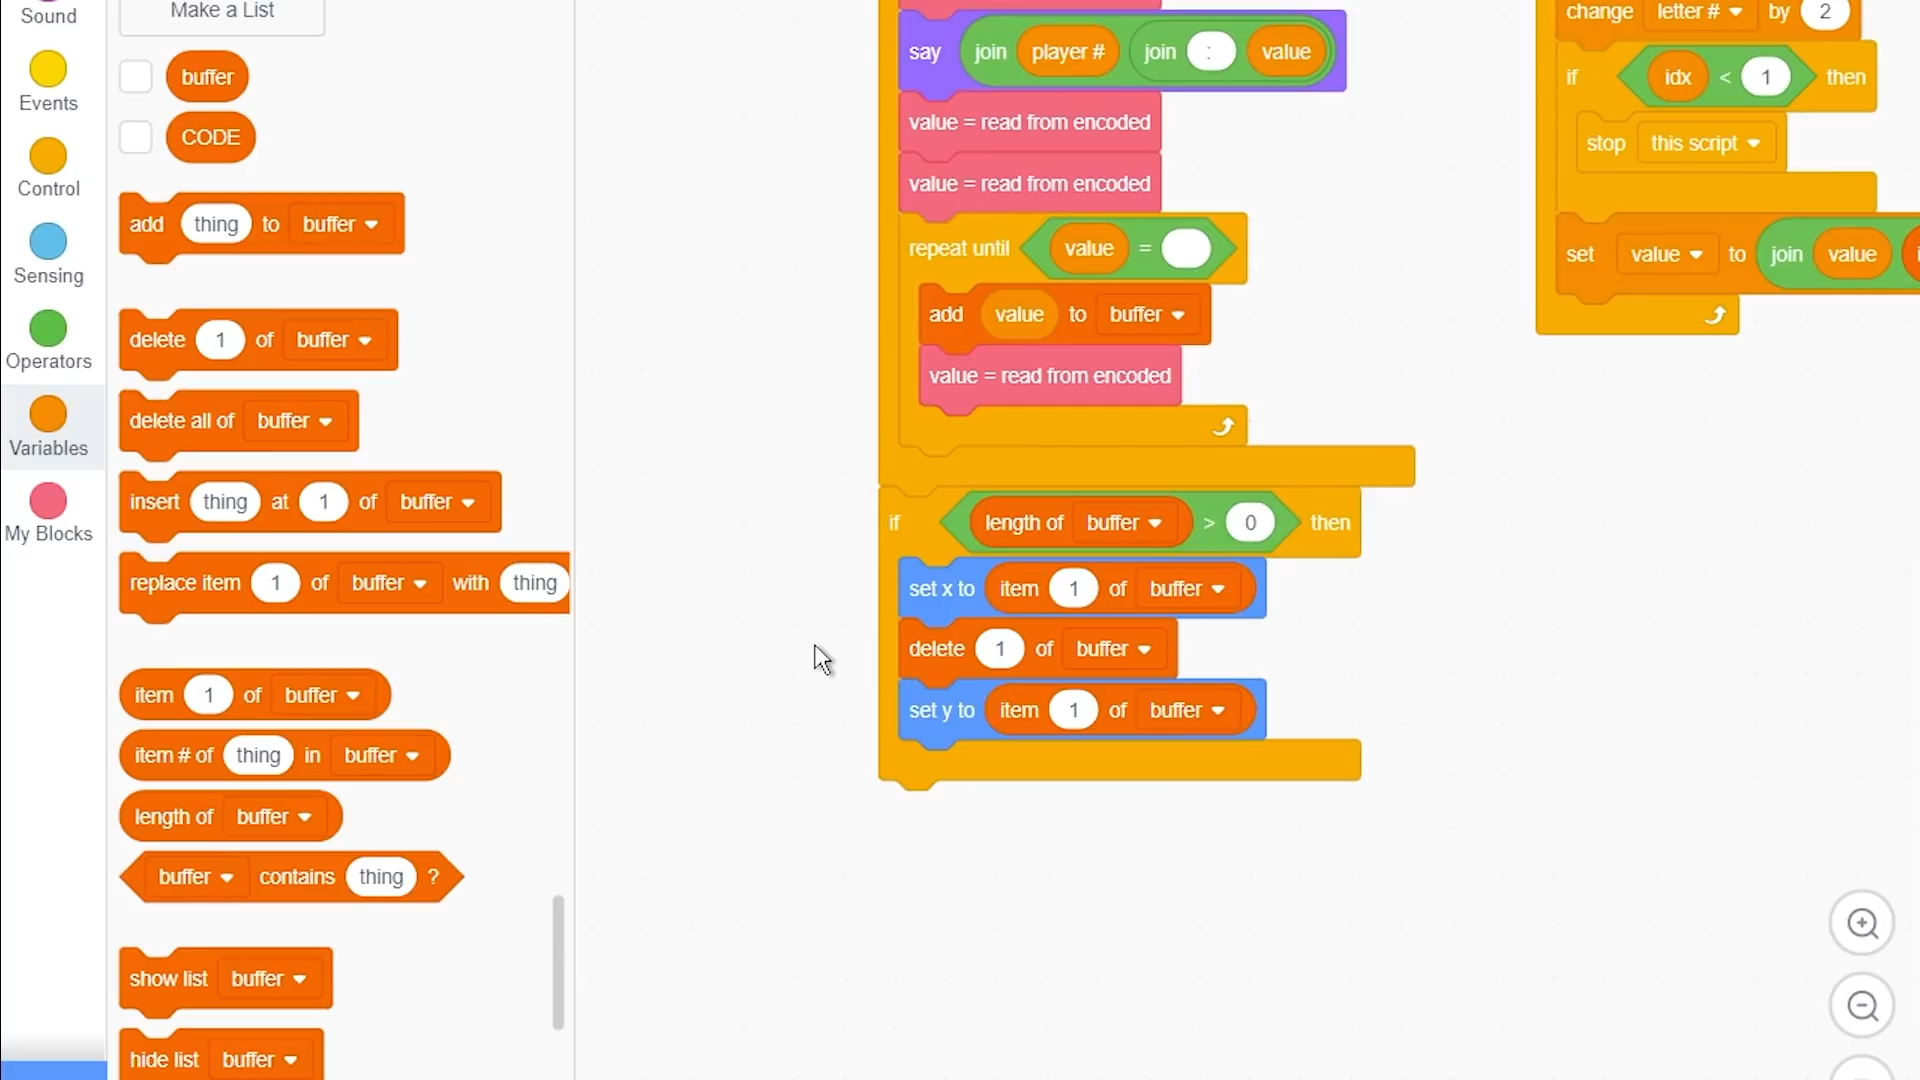 Sound
Events
Control
Sensing
Operators
Variables
My Blocks
Make a List
buffer
CODE
add thing to buffer
delete 1 of buffer
delete all of buffer
insert thing at 1 of buffer
replace item 1 of buffer with thing
item 1 of buffer
item # of thing in buffer
length of buffer
buffer contains thing ?
show list buffer
hide list buffer
say join player # join : value
value = read from encoded
value = read from encoded
repeat until value =
add value to buffer
value = read from encoded
if length of buffer > 0 then
set x to item 1 of buffer
delete 1 of buffer
set y to item 1 of buffer
change letter # by 2
if idx < 1 then
stop this script
set value to join value